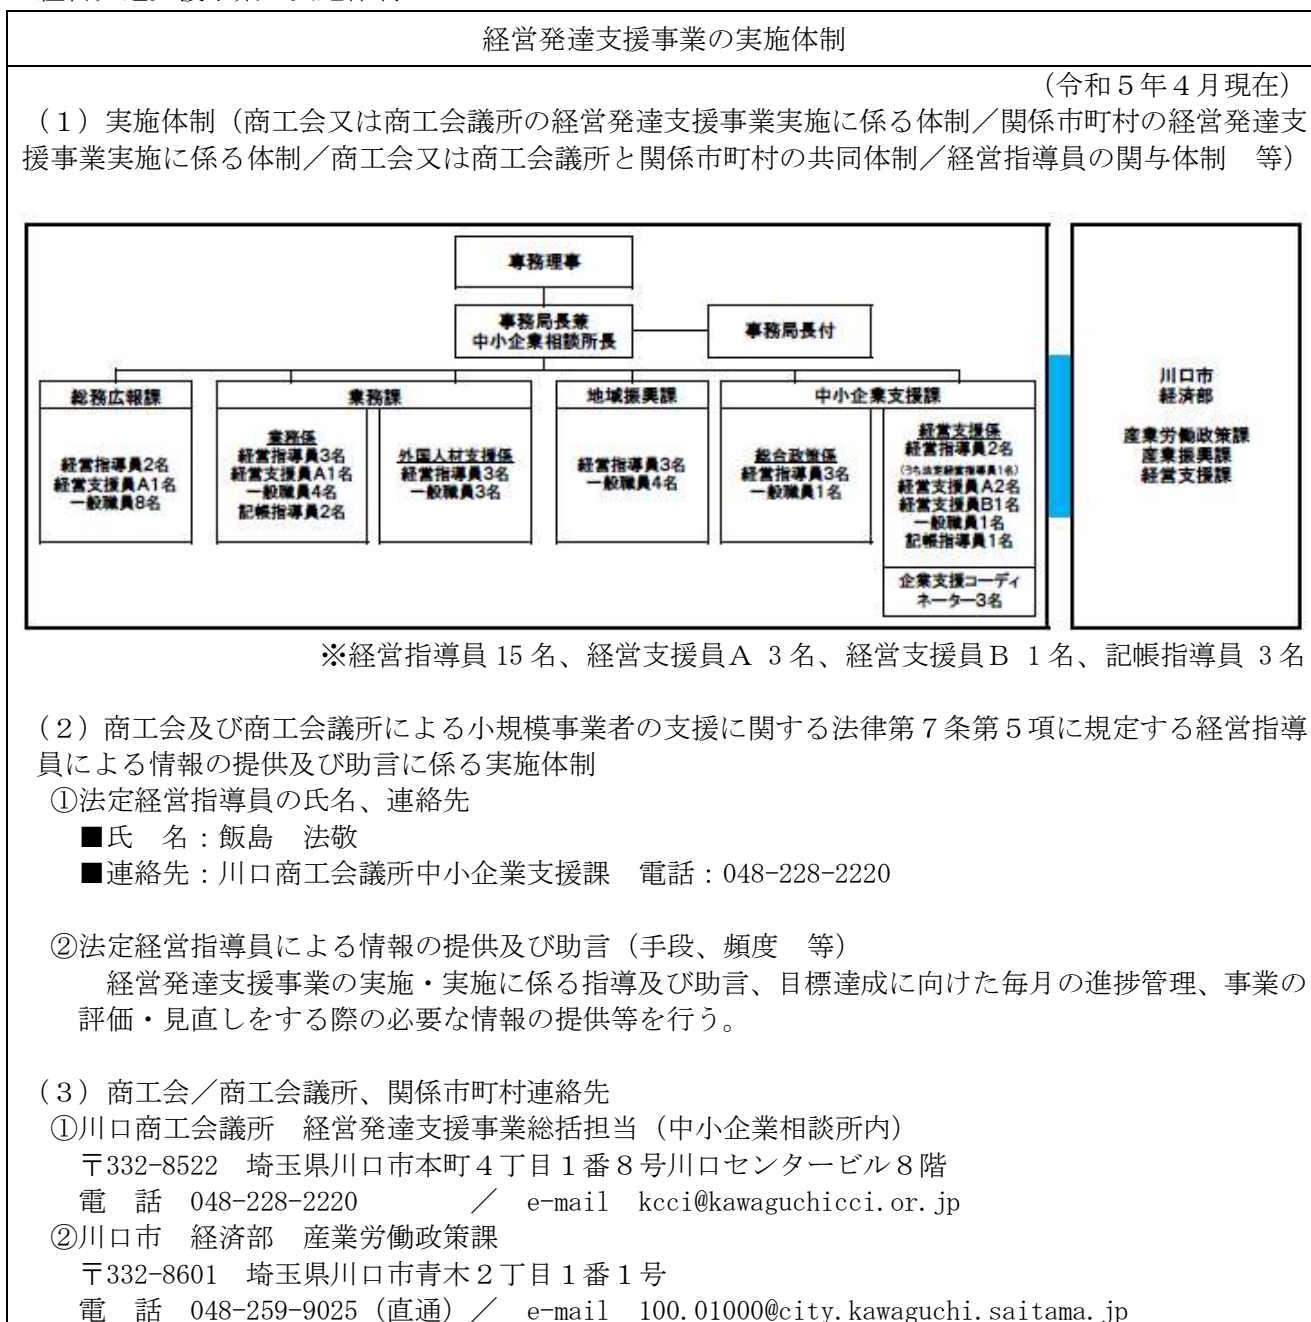 経営発達支援事業の実施体制
（令和５年４月現在）
（１）実施体制（商工会又は商工会議所の経営発達支援事業実施に係る体制／関係市町村の経営発達支
援事業実施に係る体制／商工会又は商工会議所と関係市町村の共同体制／経営指導員の関与体制　等）
専務理事
事務局長兼
中小企業相談所長
事務局長付
総務広報課
経営指導員2名
経営支援員A1名
一般職員8名
業務課
業務係
経営指導員3名
経営支援員A1名
一般職員4名
記帳指導員2名
外国人材支援係
経営指導員3名
一般職員3名
地域振興課
経営指導員3名
一般職員4名
中小企業支援課
総合政策係
経営指導員3名
一般職員1名
経営支援係
経営指導員2名
(うち法定経営指導員1名)
経営支援員A2名
経営支援員B1名
一般職員1名
記帳指導員1名
企業支援コーディ
ネーター3名
川口市
経済部
産業労働政策課
産業振興課
経営支援課
※経営指導員 15 名、経営支援員Ａ 3 名、経営支援員Ｂ 1 名、記帳指導員 3 名
（２）商工会及び商工会議所による小規模事業者の支援に関する法律第７条第５項に規定する経営指導
員による情報の提供及び助言に係る実施体制
①法定経営指導員の氏名、連絡先
■氏　名：飯島　法敬
■連絡先：川口商工会議所中小企業支援課　電話：048-228-2220
②法定経営指導員による情報の提供及び助言（手段、頻度　等）
経営発達支援事業の実施・実施に係る指導及び助言、目標達成に向けた毎月の進捗管理、事業の
評価・見直しをする際の必要な情報の提供等を行う。
（３）商工会／商工会議所、関係市町村連絡先
①川口商工会議所　経営発達支援事業総括担当（中小企業相談所内）
〒332-8522　埼玉県川口市本町４丁目１番８号川口センタービル８階
電　話　048-228-2220　　　／　e-mail　kcci@kawaguchicci.or.jp
②川口市　経済部　産業労働政策課
〒332-8601　埼玉県川口市青木２丁目１番１号
電　話　048-259-9025（直通）／　e-mail　100.01000@city.kawaguchi.saitama.jp